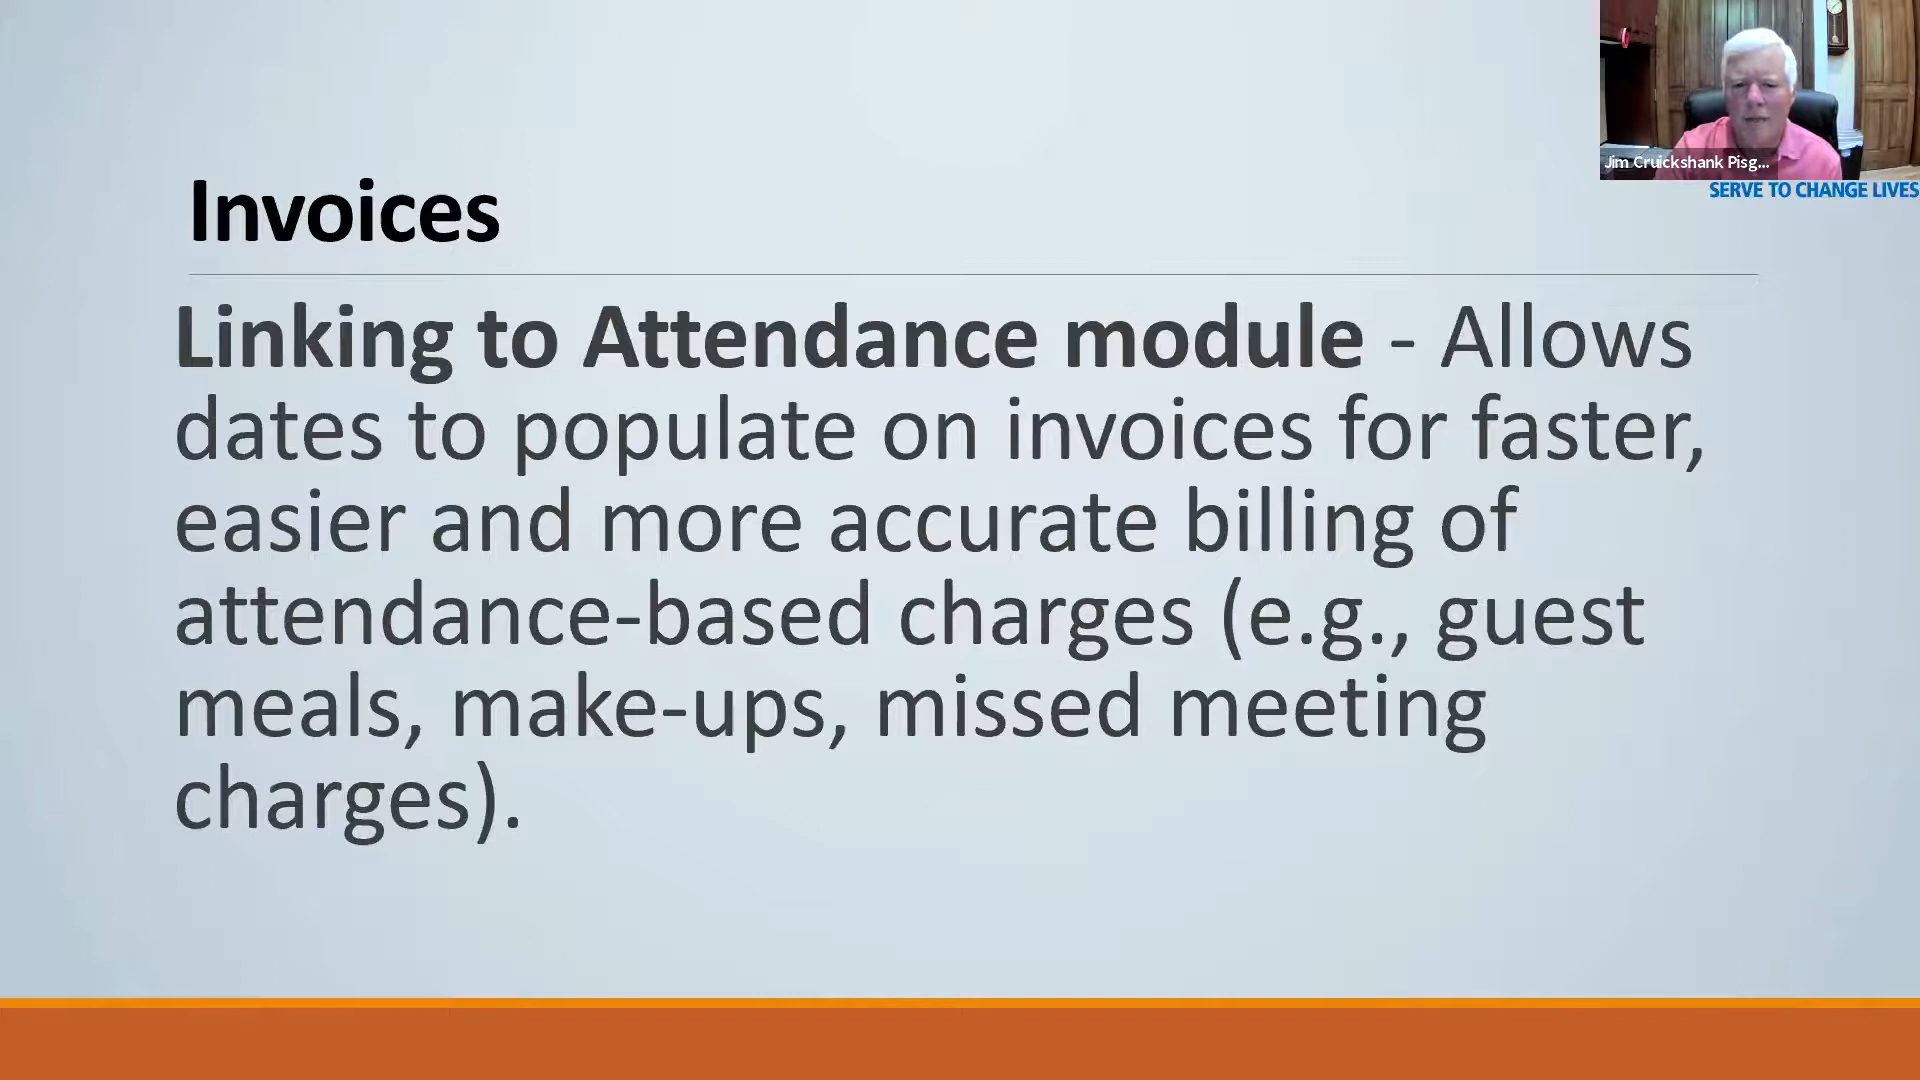 Jim Cruickshank Pisg...
SERVE TO CHANGE LIVES
Invoices
Linking to Attendance module - Allows
dates to populate on invoices for faster,
easier and more accurate billing of
attendance-based charges (e.g., guest
meals, make-ups, missed meeting
charges).